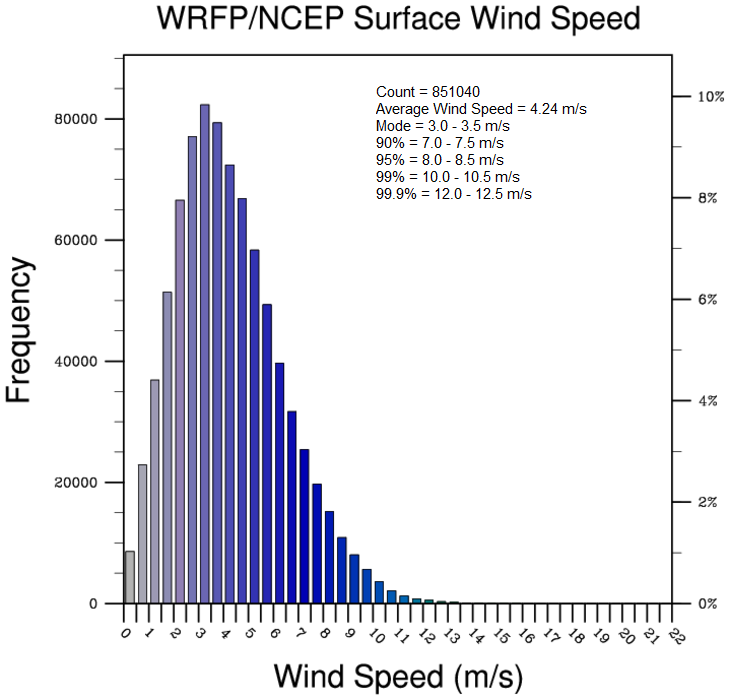 WRFP/NCEP Surface Wind Speed
Count = 851040
Average Wind Speed = 4.24 m/s
Mode = 3.0 - 3.5 m/s
90% = 7.0 - 7.5 m/s
95% = 8.0 - 8.5 m/s
99% = 10.0 - 10.5 m/s
99.9% = 12.0 - 12.5 m/s
Frequency
80000
60000
40000
20000
0
10%
8%
6%
4%
2%
0%
0 1 2 3 4 5 6 7 8 9 10 11 12 13 14 15 16 17 18 19 20 21 22
Wind Speed (m/s)